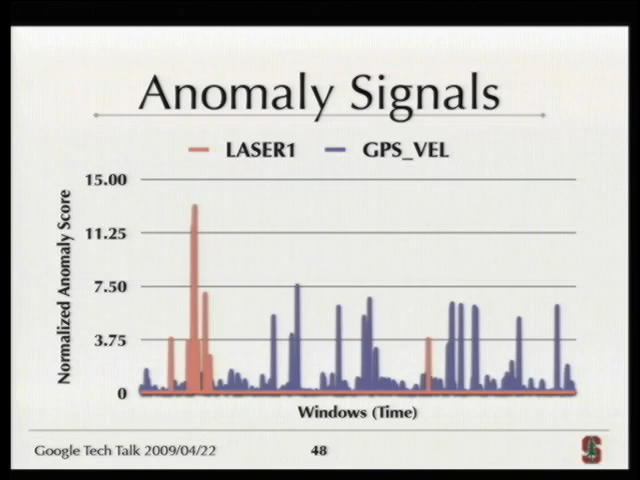 Anomaly Signals
LASER1 GPS_VEL
15.00
11.25
7.50
3.75
0
Normalized Anomaly Score
Windows (Time)
Google Tech Talk 2009/04/22
48
S